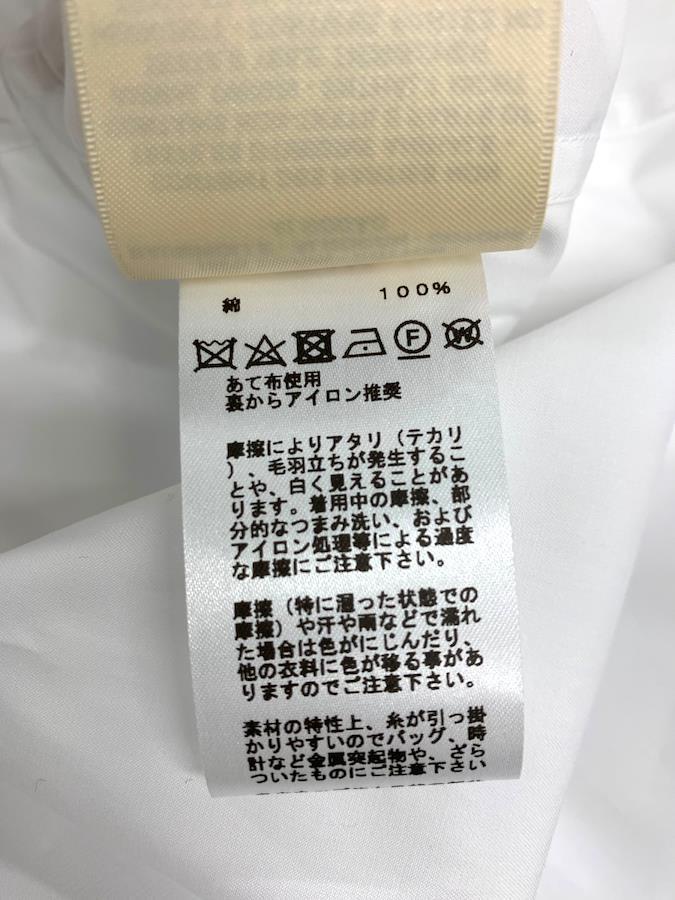 綿 100%
F W
あて布使用
裏からアイロン推奨
摩擦によりアタリ（テカリ
）、毛羽立ちが発生するこ
とや、白く見えることがあ
ります。着用中の摩擦、部
分的なつまみ洗い、および
アイロン処理等による過度
な摩擦にご注意下さい。
摩擦（特に湿った状態での
摩擦）や汗や雨などで濡れ
た場合は色がにじんだり、
他の衣料に色が移る事があ
りますのでご注意下さい。
素材の特性上、糸が引っ掛
かりやすいのでバッグ、時
計など金属突起物や、ざら
ついたものにご注意下さい